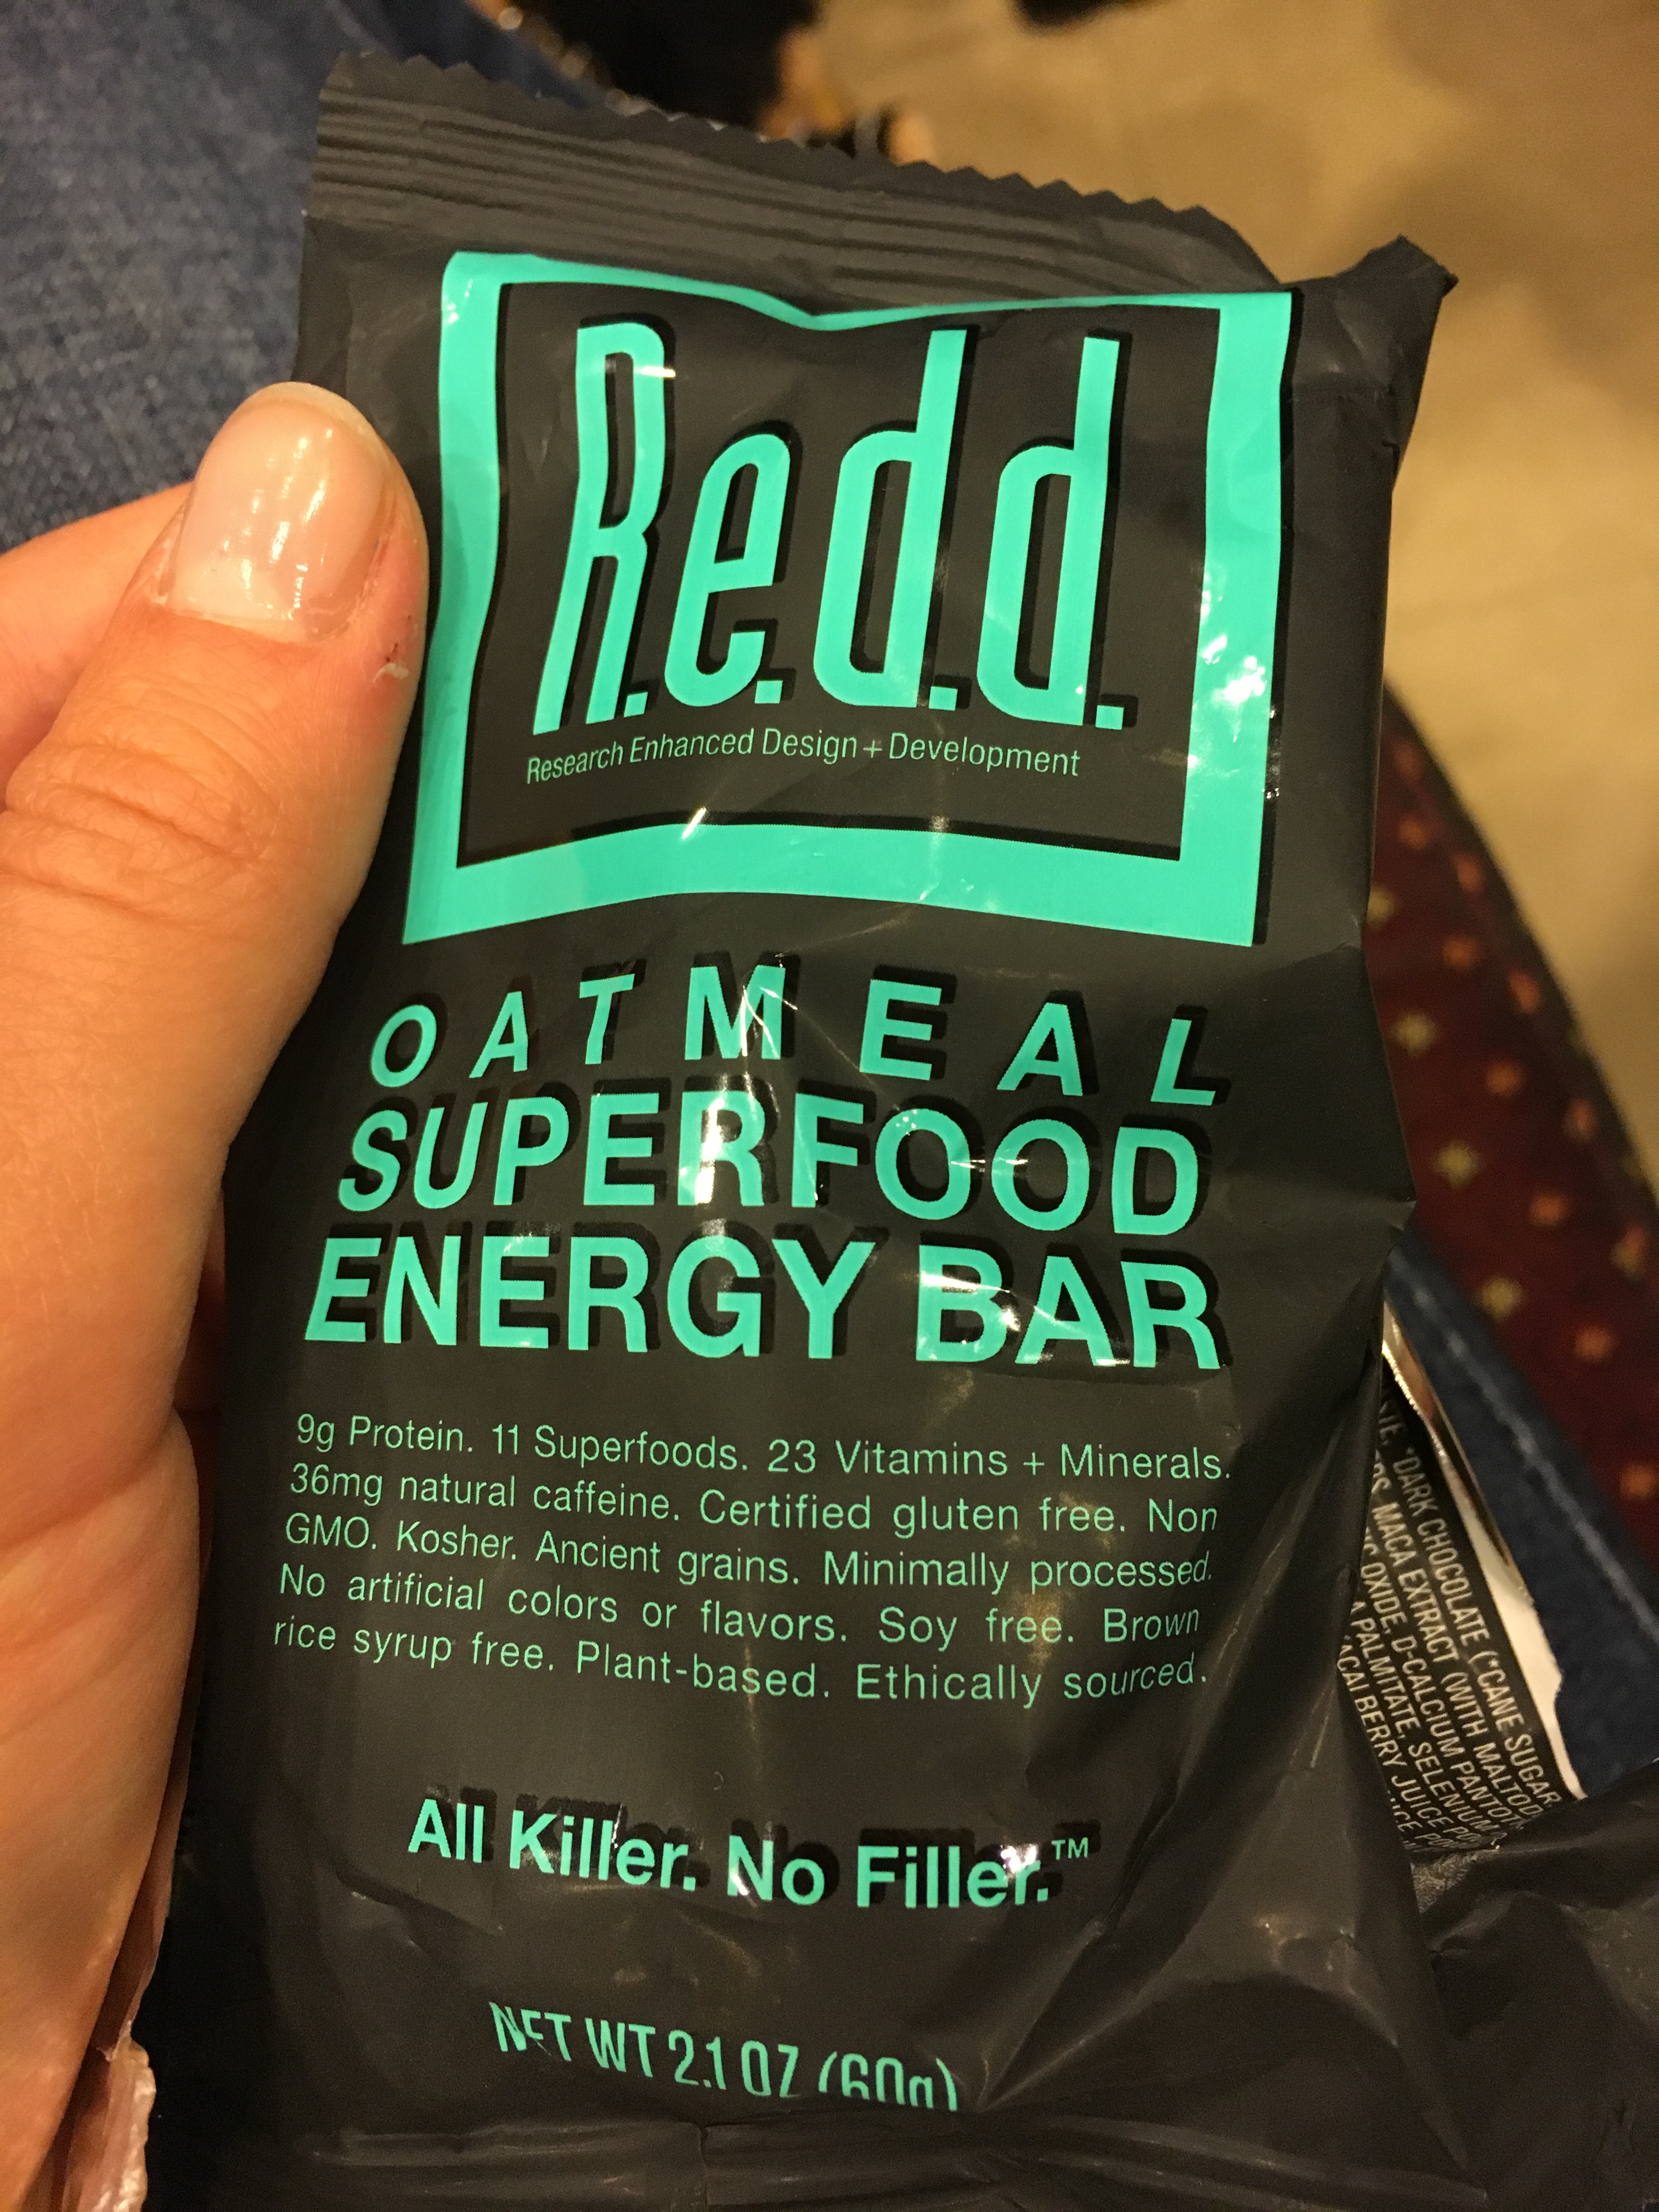 R.e.d.d.
Research Enhanced Design + Development
OATMEAL
SUPERFOOD
ENERGY BAR
9g Protein. 11 Superfoods. 23 Vitamins + Minerals.
36mg natural caffeine. Certified gluten free. Non
GMO. Kosher. Ancient grains. Minimally processed.
No artificial colors or flavors. Soy free. Brown
rice syrup free. Plant-based. Ethically sourced.
All Killer. No Filler.™
NET WT 2.1 OZ (60g)
*DARK CHOCOLATE (*CANE SUGAR,
MACA EXTRACT (WITH
OXIDE, D-CALCIUM
PALMITATE, SELENIUM
ACAI BERRY JUICE